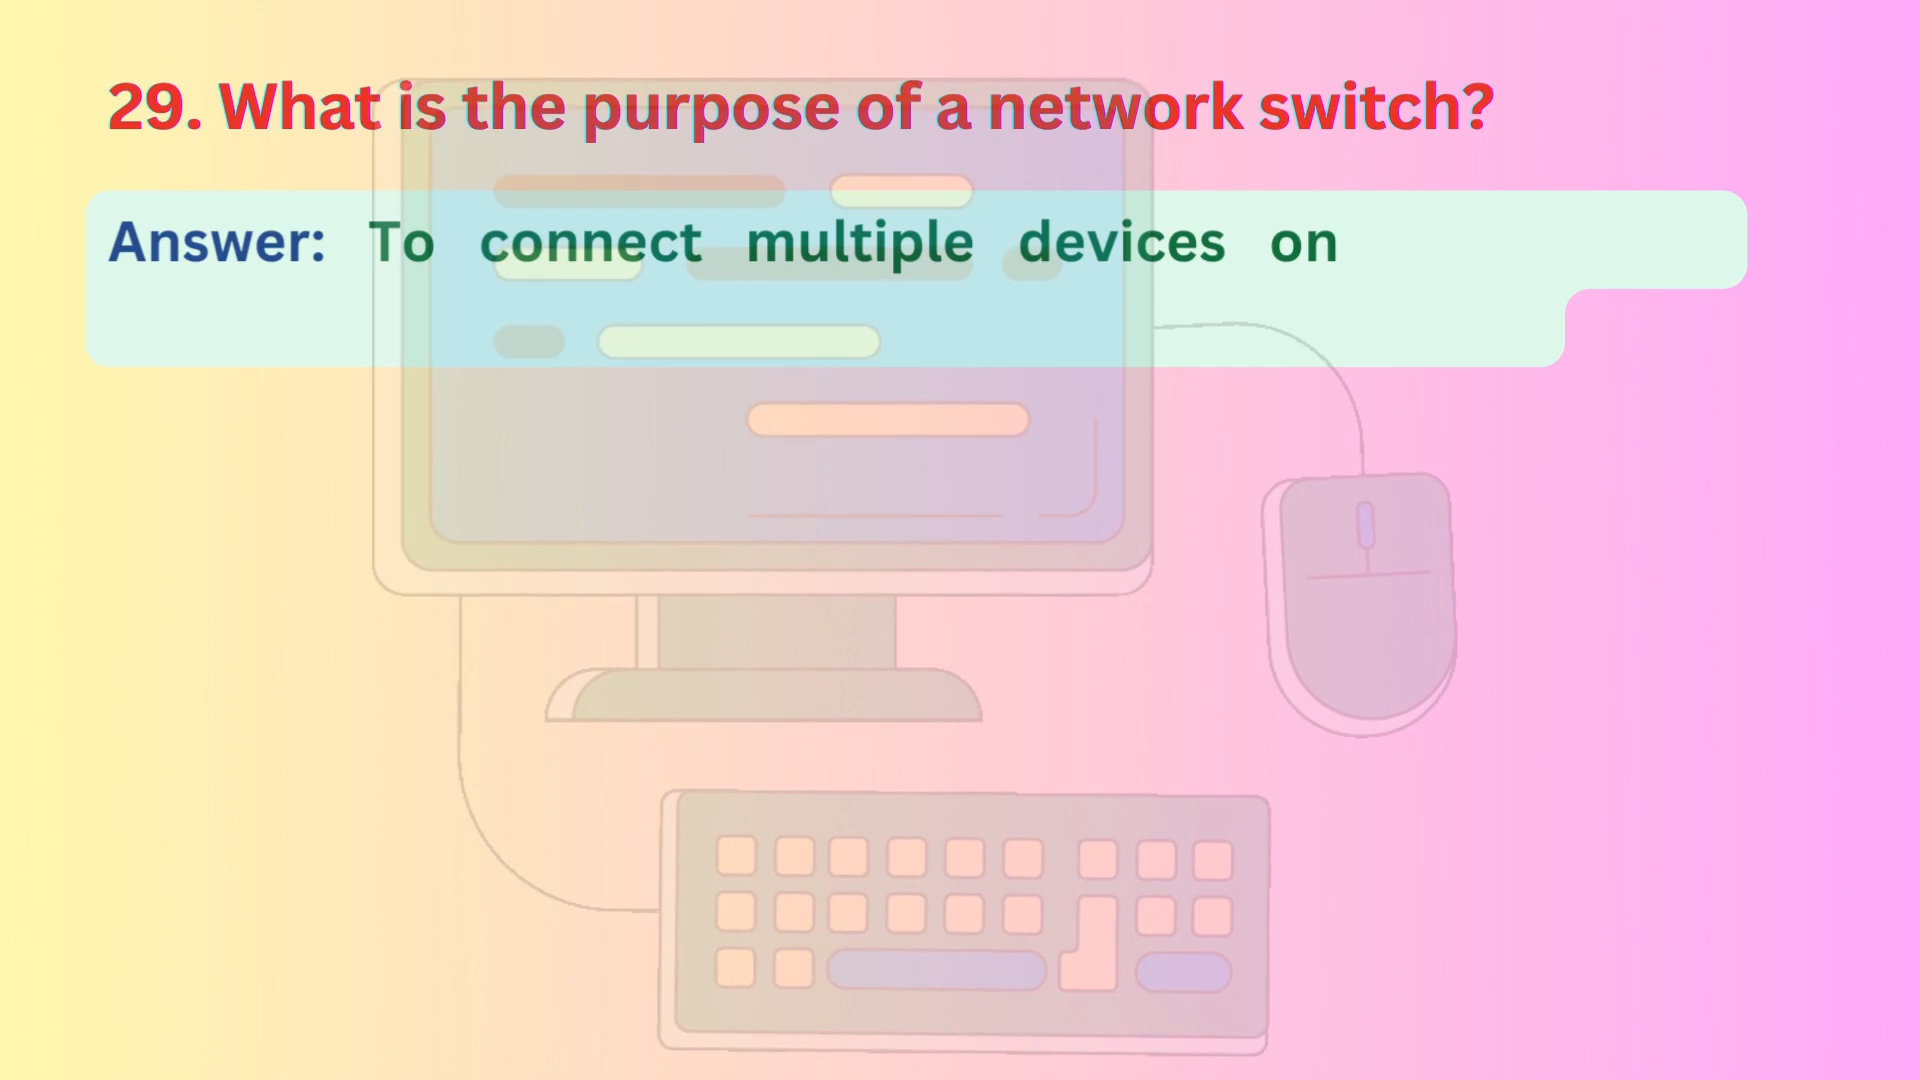 29. What is the purpose of a network switch?
Answer: To connect multiple devices on